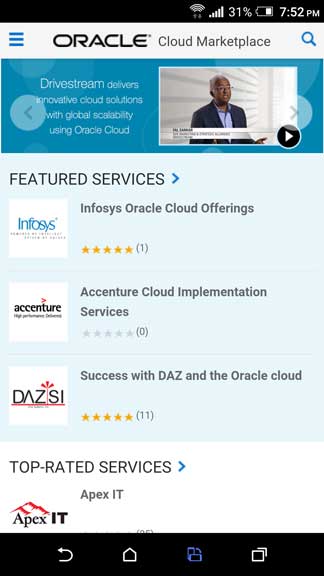 31% 7:52 PM
ORACLE Cloud Marketplace
Drivestream delivers
innovative cloud solutions
with global scalability
using Oracle Cloud
FEATURED SERVICES
Infosys
Infosys Oracle Cloud Offerings
(1)
accenture
High performance. Delivered.
Accenture Cloud Implementation
Services
(0)
DAZSI
Success with DAZ and the Oracle cloud
(11)
TOP-RATED SERVICES
Apex IT
Apex IT